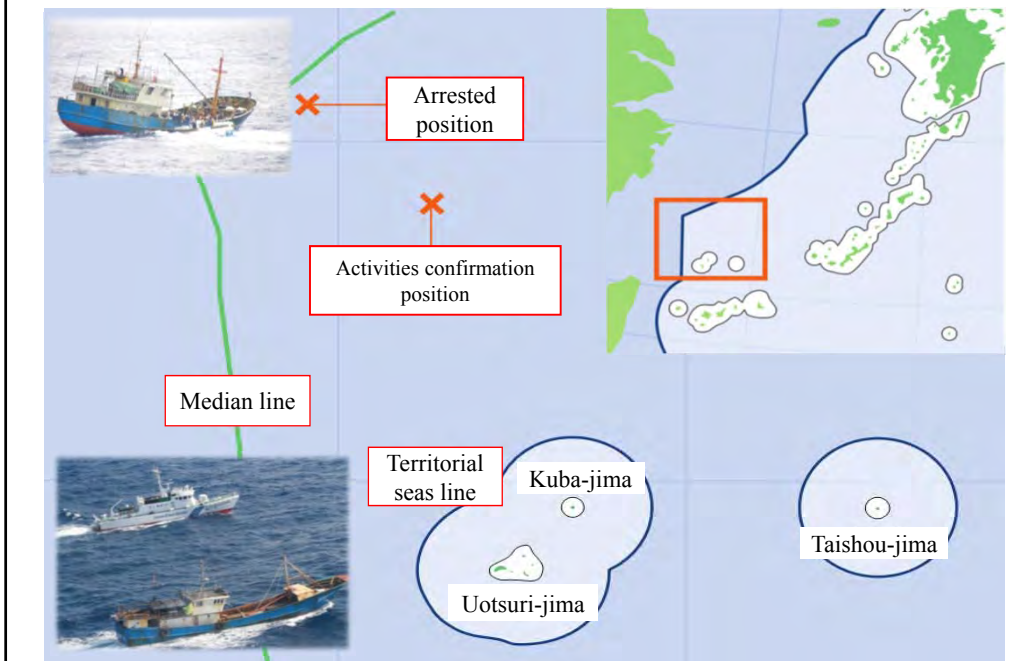 Arrested
position
Activities confirmation
position
Median line
Territorial
seas line
Kuba-jima
Taishou-jima
Uotsuri-jima